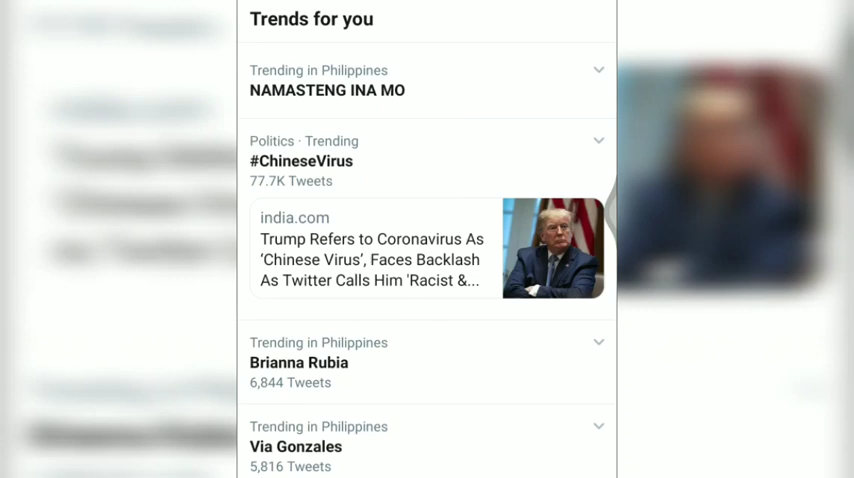 Trends for you
Trending in Philippines
NAMASTENG INA MO
Politics · Trending
#ChineseVirus
77.7K Tweets
india.com
Trump Refers to Coronavirus As
‘Chinese Virus’, Faces Backlash
As Twitter Calls Him 'Racist &...
Trending in Philippines
Brianna Rubia
6,844 Tweets
Trending in Philippines
Via Gonzales
5,816 Tweets